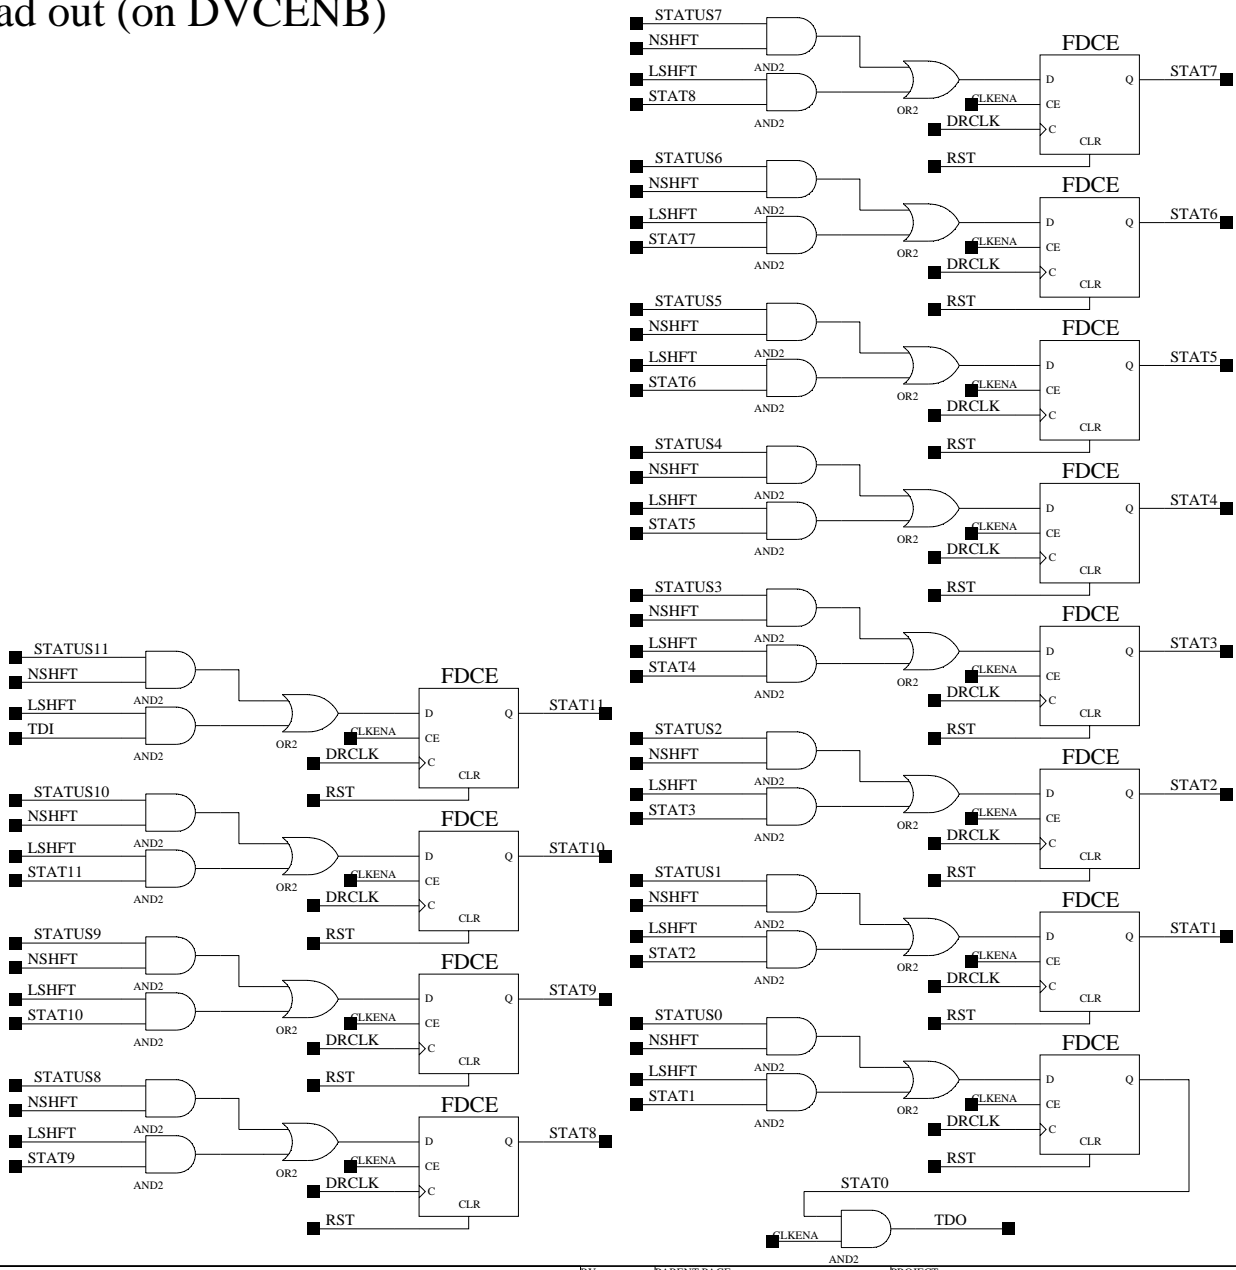 ad out (on DVCENB)
STATUS7
NSHFT
AND2
LSHFT
STAT8
AND2
OR2
FDCE
D
Q
STAT7
CLKENA
CE
DRCLK
C
CLR
RST
STATUS6
NSHFT
AND2
LSHFT
STAT7
AND2
OR2
FDCE
D
Q
STAT6
CLKENA
CE
DRCLK
C
CLR
RST
STATUS5
NSHFT
AND2
LSHFT
STAT6
AND2
OR2
FDCE
D
Q
STAT5
CLKENA
CE
DRCLK
C
CLR
RST
STATUS4
NSHFT
AND2
LSHFT
STAT5
AND2
OR2
FDCE
D
Q
STAT4
CLKENA
CE
DRCLK
C
CLR
RST
STATUS3
NSHFT
AND2
LSHFT
STAT4
AND2
OR2
FDCE
D
Q
STAT3
CLKENA
CE
DRCLK
C
CLR
RST
STATUS2
NSHFT
AND2
LSHFT
STAT3
AND2
OR2
FDCE
D
Q
STAT2
CLKENA
CE
DRCLK
C
CLR
RST
STATUS1
NSHFT
AND2
LSHFT
STAT2
AND2
OR2
FDCE
D
Q
STAT1
CLKENA
CE
DRCLK
C
CLR
RST
STATUS0
NSHFT
AND2
LSHFT
STAT1
AND2
OR2
FDCE
D
Q
CLKENA
CE
DRCLK
C
CLR
RST
STAT0
CLKENA
AND2
TDO
STATUS11
NSHFT
AND2
LSHFT
TDI
AND2
OR2
FDCE
D
Q
STAT11
CLKENA
CE
DRCLK
C
CLR
RST
STATUS10
NSHFT
AND2
LSHFT
STAT11
AND2
OR2
FDCE
D
Q
STAT10
CLKENA
CE
DRCLK
C
CLR
RST
STATUS9
NSHFT
AND2
LSHFT
STAT10
AND2
OR2
FDCE
D
Q
STAT9
CLKENA
CE
DRCLK
C
CLR
RST
STATUS8
NSHFT
AND2
LSHFT
STAT9
AND2
OR2
FDCE
D
Q
STAT8
CLKENA
CE
DRCLK
C
CLR
RST